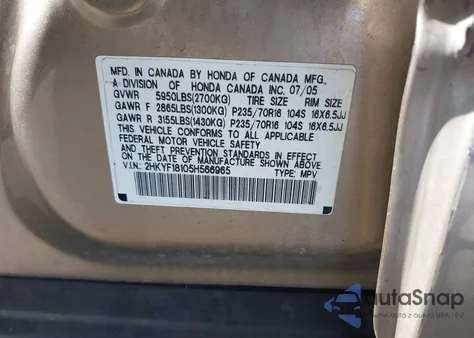 MFD. IN CANADA BY HONDA OF CANADA MFG.
A DIVISION OF HONDA CANADA INC. 07/05
GVWR 5950LBS(2700KG) TIRE SIZE RIM SIZE
GAWR F 2865LBS(1300KG) P235/70R16 104S 16X6.5JJ
GAWR R 3155LBS(1430KG) P235/70R16 104S 16X6.5JJ
THIS VEHICLE CONFORMS TO ALL APPLICABLE
FEDERAL MOTOR VEHICLE SAFETY AND
THEFT PREVENTION STANDARDS IN EFFECT ON
THE DATE OF MANUFACTURE SHOWN ABOVE.
V.I.N.: 2HKYF18105H566965 TYPE: MPV
autoSnap